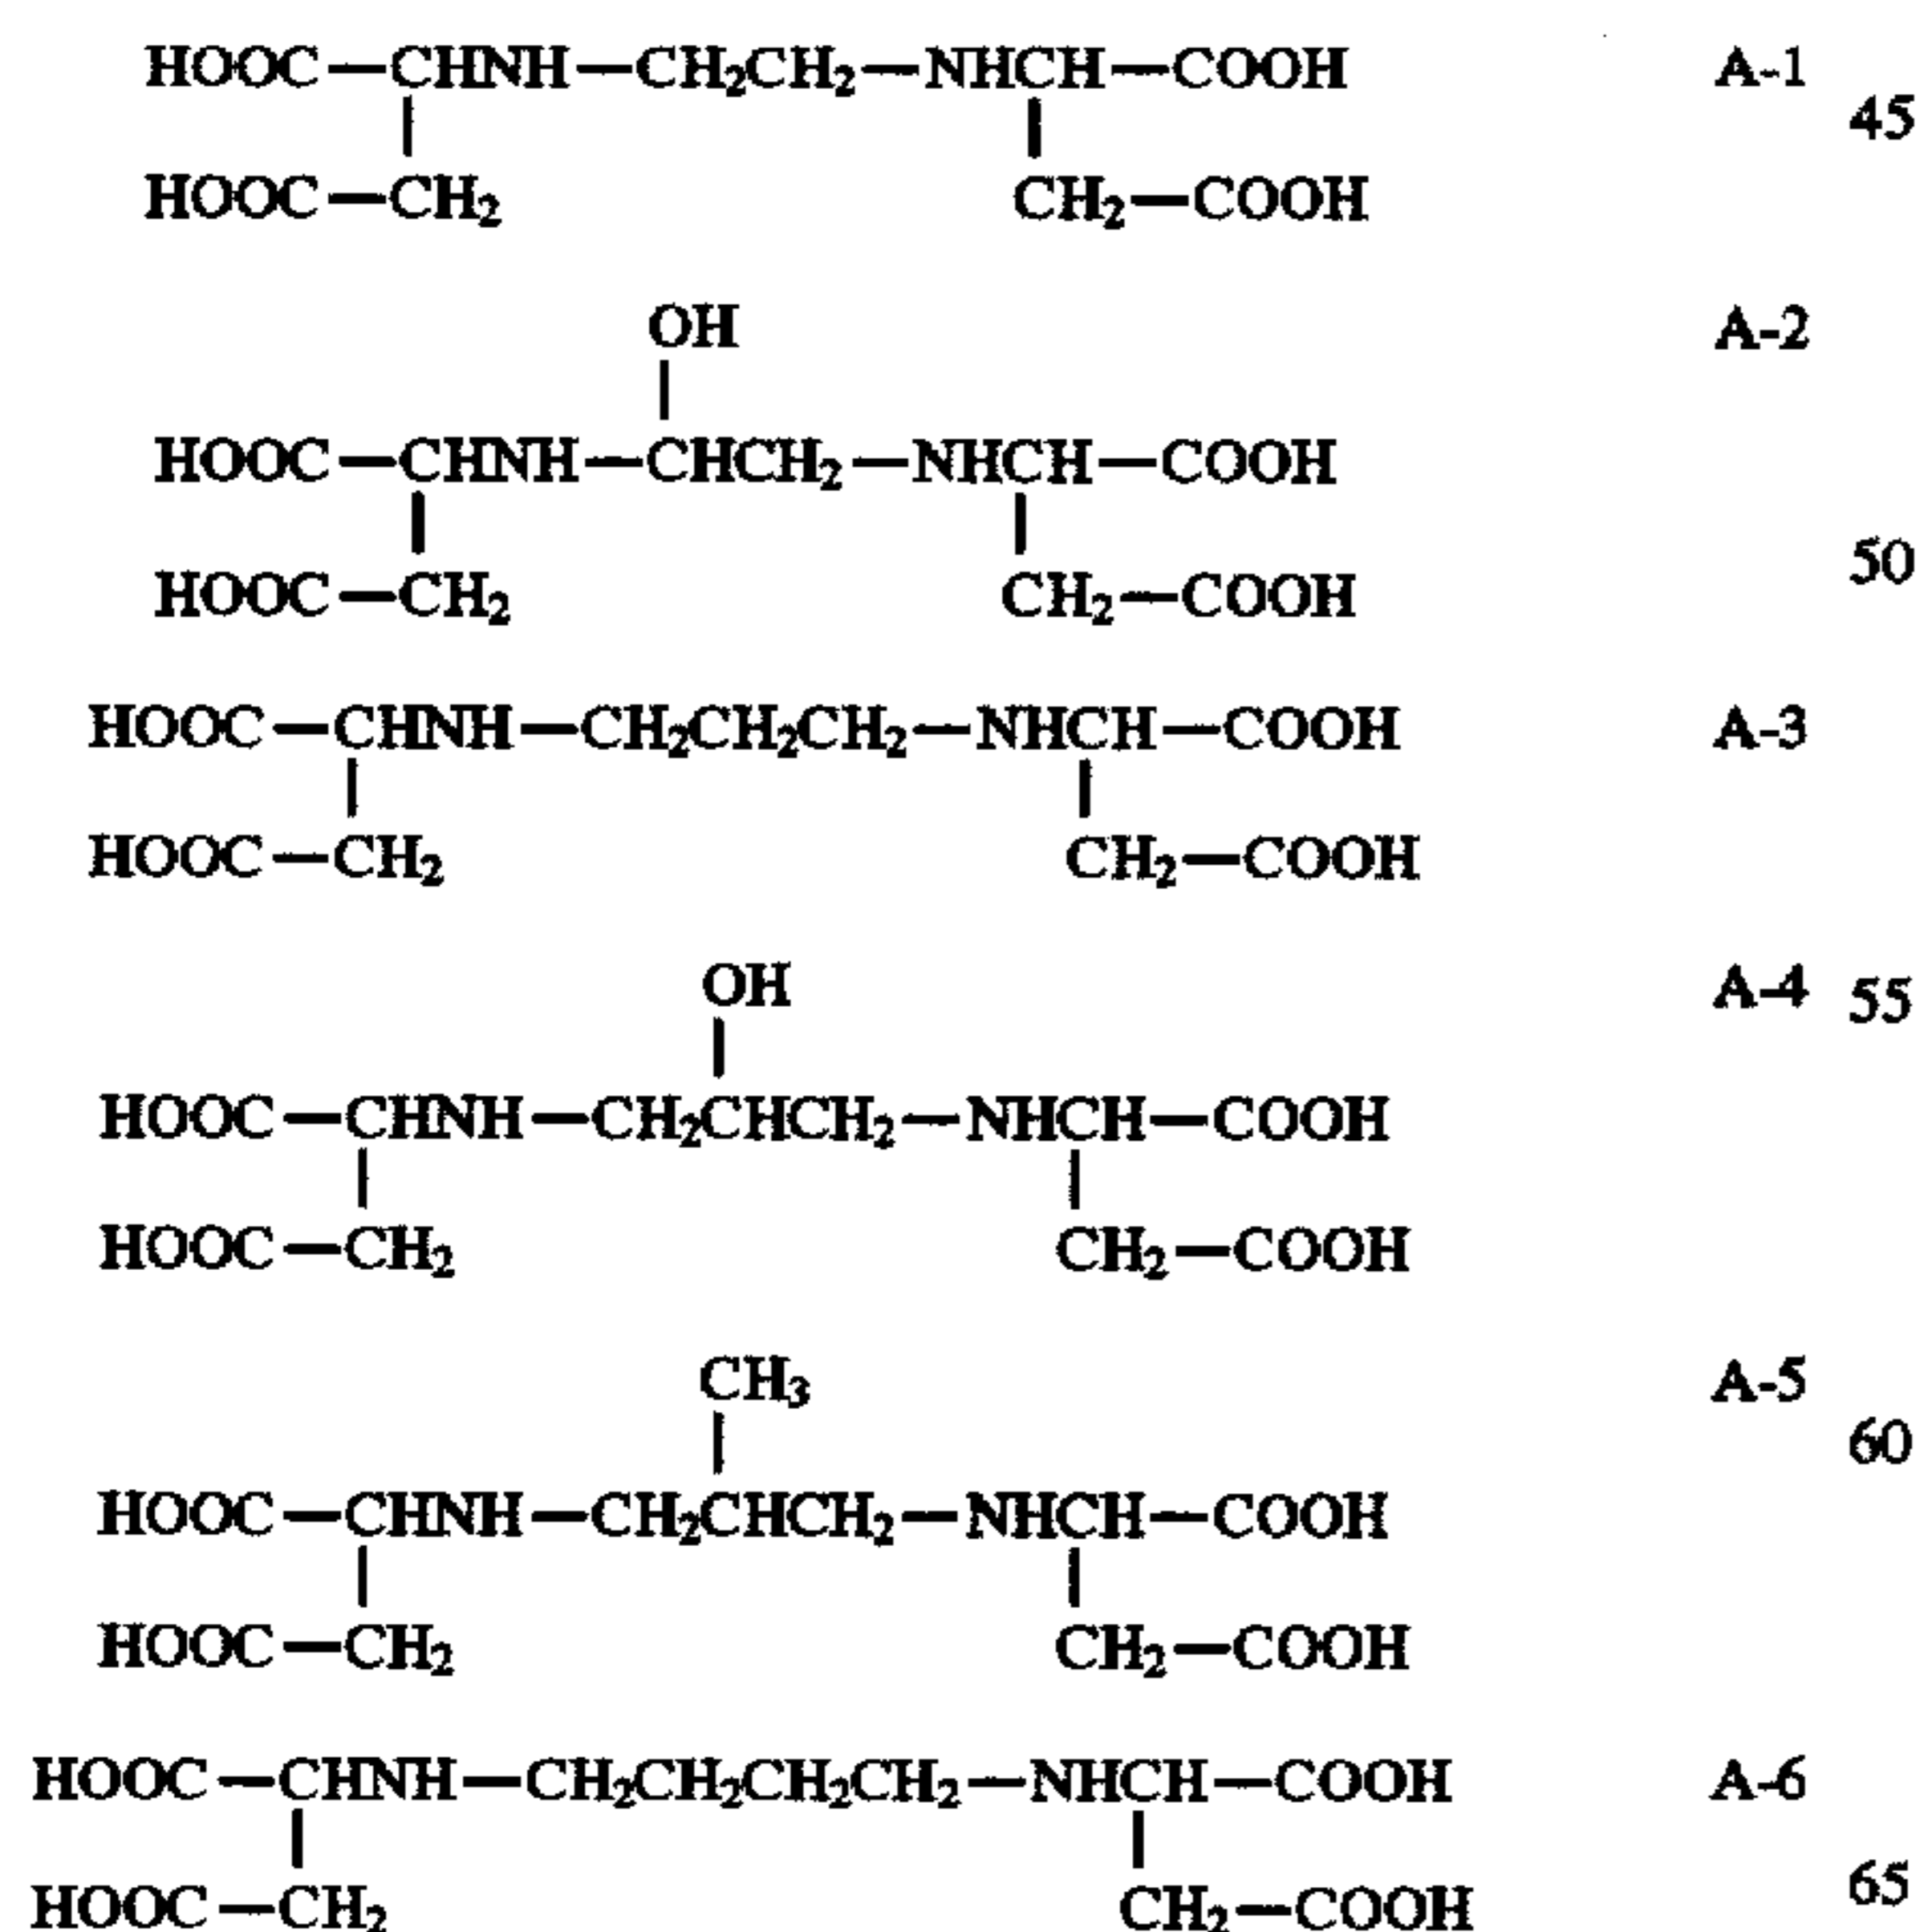 HOOC—CHNH—CH₂CH₂—NHCH—COOH A-1
45
HOOC—CH₂ CH₂—COOH
OH A-2
HOOC—CHNH—CHCH₂—NHCH—COOH
50
HOOC—CH₂ CH₂—COOH
HOOC—CHNH—CH₂CH₂CH₂—NHCH—COOH A-3
HOOC—CH₂ CH₂—COOH
OH A-4 55
HOOC—CHNH—CH₂CHCH₂—NHCH—COOH
HOOC—CH₂ CH₂—COOH
CH₃ A-5
60
HOOC—CHNH—CH₂CHCH₂—NHCH—COOH
HOOC—CH₂ CH₂—COOH
HOOC—CHNH—CH₂CH₂CH₂CH₂—NHCH—COOH A-6
HOOC—CH₂ CH₂—COOH 65